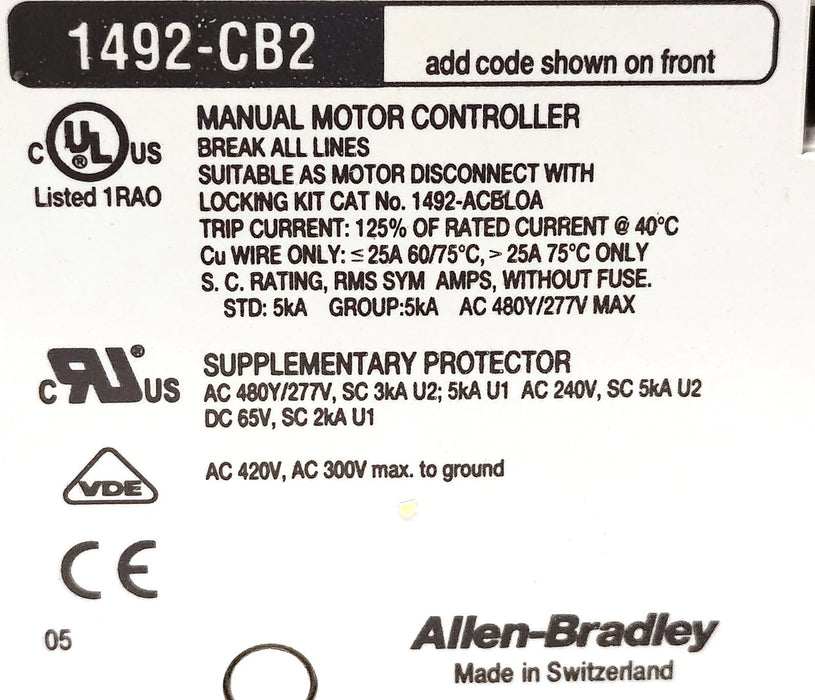 1492-CB2 add code shown on front
MANUAL MOTOR CONTROLLER
BREAK ALL LINES
SUITABLE AS MOTOR DISCONNECT WITH
LOCKING KIT CAT No. 1492-ACBLOA
TRIP CURRENT: 125% OF RATED CURRENT @ 40°C
Cu WIRE ONLY: ≤ 25A 60/75°C, > 25A 75°C ONLY
S. C. RATING, RMS SYM AMPS, WITHOUT FUSE.
STD: 5kA GROUP:5kA AC 480Y/277V MAX
C UL ® US
Listed 1RAO
C RU ® US
SUPPLEMENTARY PROTECTOR
AC 480Y/277V, SC 3kA U2; 5kA U1 AC 240V, SC 5kA U2
DC 65V, SC 2kA U1
VDE
AC 420V, AC 300V max. to ground
CE
05
Allen-Bradley
Made in Switzerland